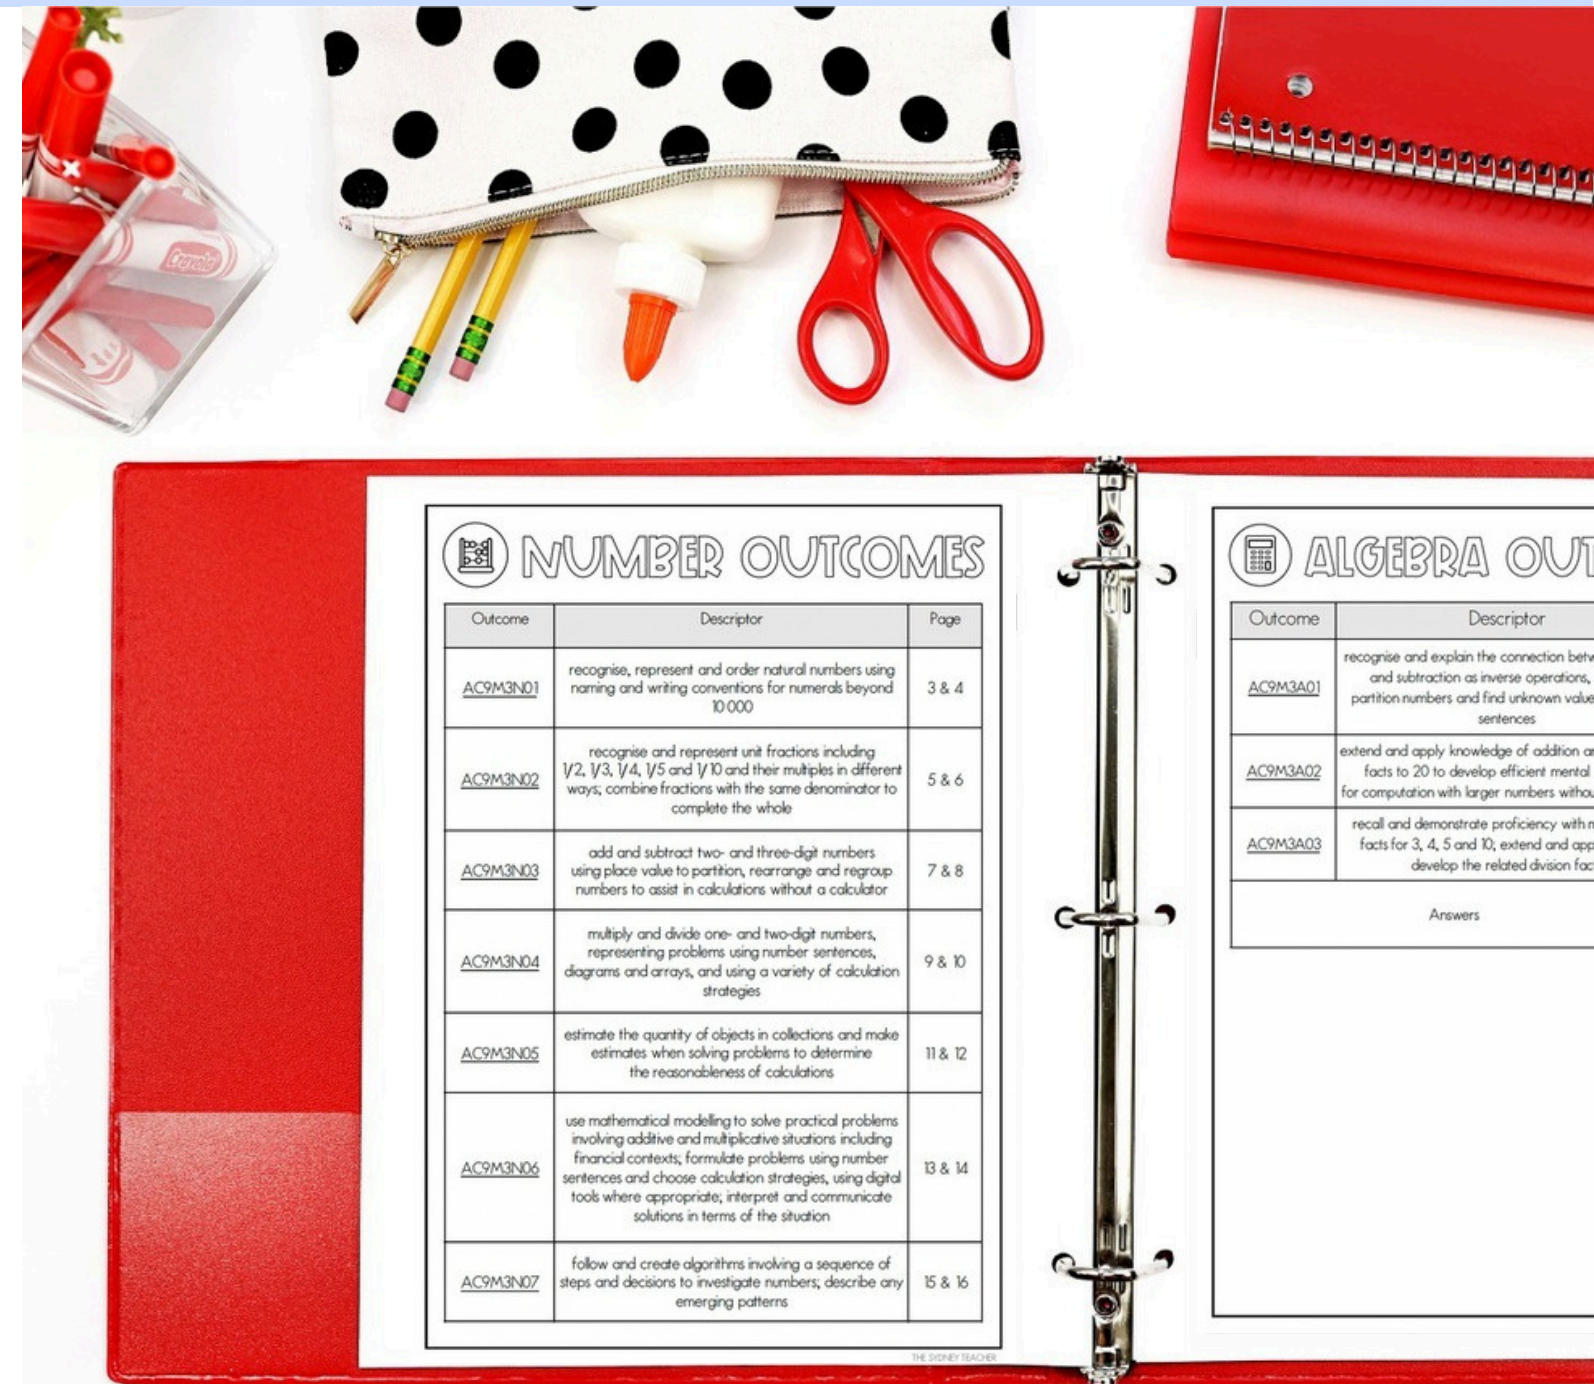 Crayola
NUMBER OUTCOMES
Outcome Descriptor Page
AC9M3N01
recognise, represent and order natural numbers using
naming and writing conventions for numerals beyond
10 000
3 & 4
AC9M3N02
recognise and represent unit fractions including
1/2, 1/3, 1/4, 1/5 and 1/10 and their multiples in different
ways; combine fractions with the same denominator to
complete the whole
5 & 6
AC9M3N03
add and subtract two- and three-digit numbers
using place value to partition, rearrange and regroup
numbers to assist in calculations without a calculator
7 & 8
AC9M3N04
multiply and divide one- and two-digit numbers,
representing problems using number sentences,
diagrams and arrays, and using a variety of calculation
strategies
9 & 10
AC9M3N05
estimate the quantity of objects in collections and make
estimates when solving problems to determine
the reasonableness of calculations
11 & 12
AC9M3N06
use mathematical modelling to solve practical problems
involving additive and multiplicative situations including
financial contexts; formulate problems using number
sentences and choose calculation strategies, using digital
tools where appropriate; interpret and communicate
solutions in terms of the situation
13 & 14
AC9M3N07
follow and create algorithms involving a sequence of
steps and decisions to investigate numbers; describe any
emerging patterns
15 & 16
THE SYDNEY TEACHER
ALGEBRA OUT
Outcome Descriptor
AC9M3A01
recognise and explain the connection betw
and subtraction as inverse operations,
partition numbers and find unknown value
sentences
AC9M3A02
extend and apply knowledge of addition an
facts to 20 to develop efficient mental
for computation with larger numbers withou
AC9M3A03
recall and demonstrate proficiency with m
facts for 3, 4, 5 and 10; extend and app
develop the related division fac
Answers